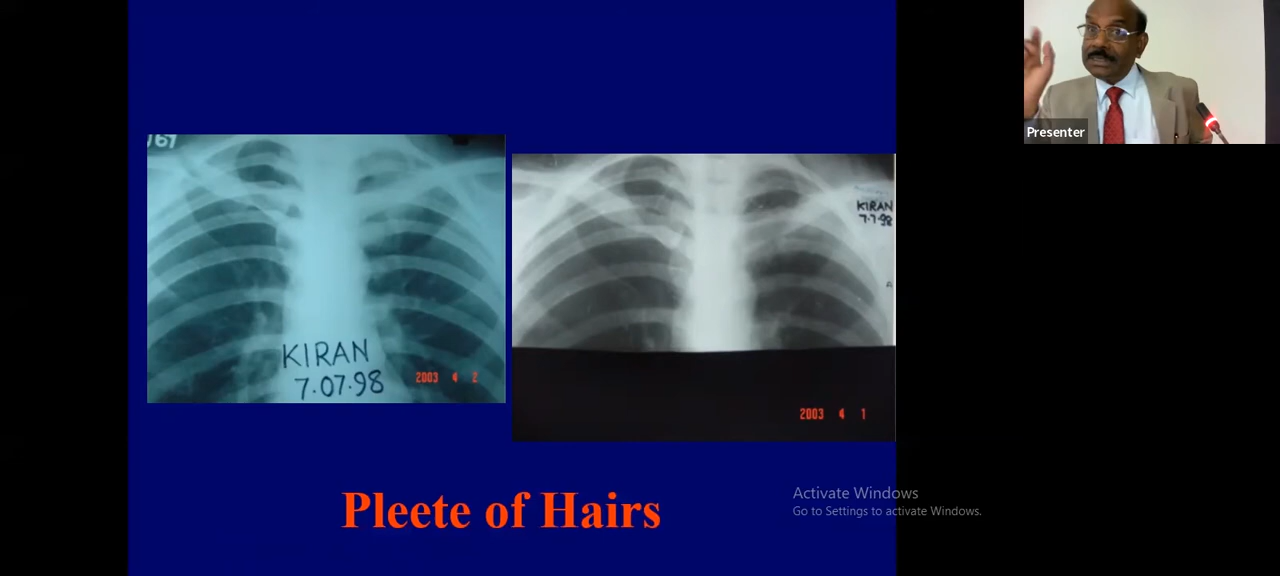 Presenter
J67
KIRAN
7.07.98
2003 4 2
KIRAN
7.7.98
A
2003 4 1
Pleete of Hairs
Activate Windows
Go to Settings to activate Windows.